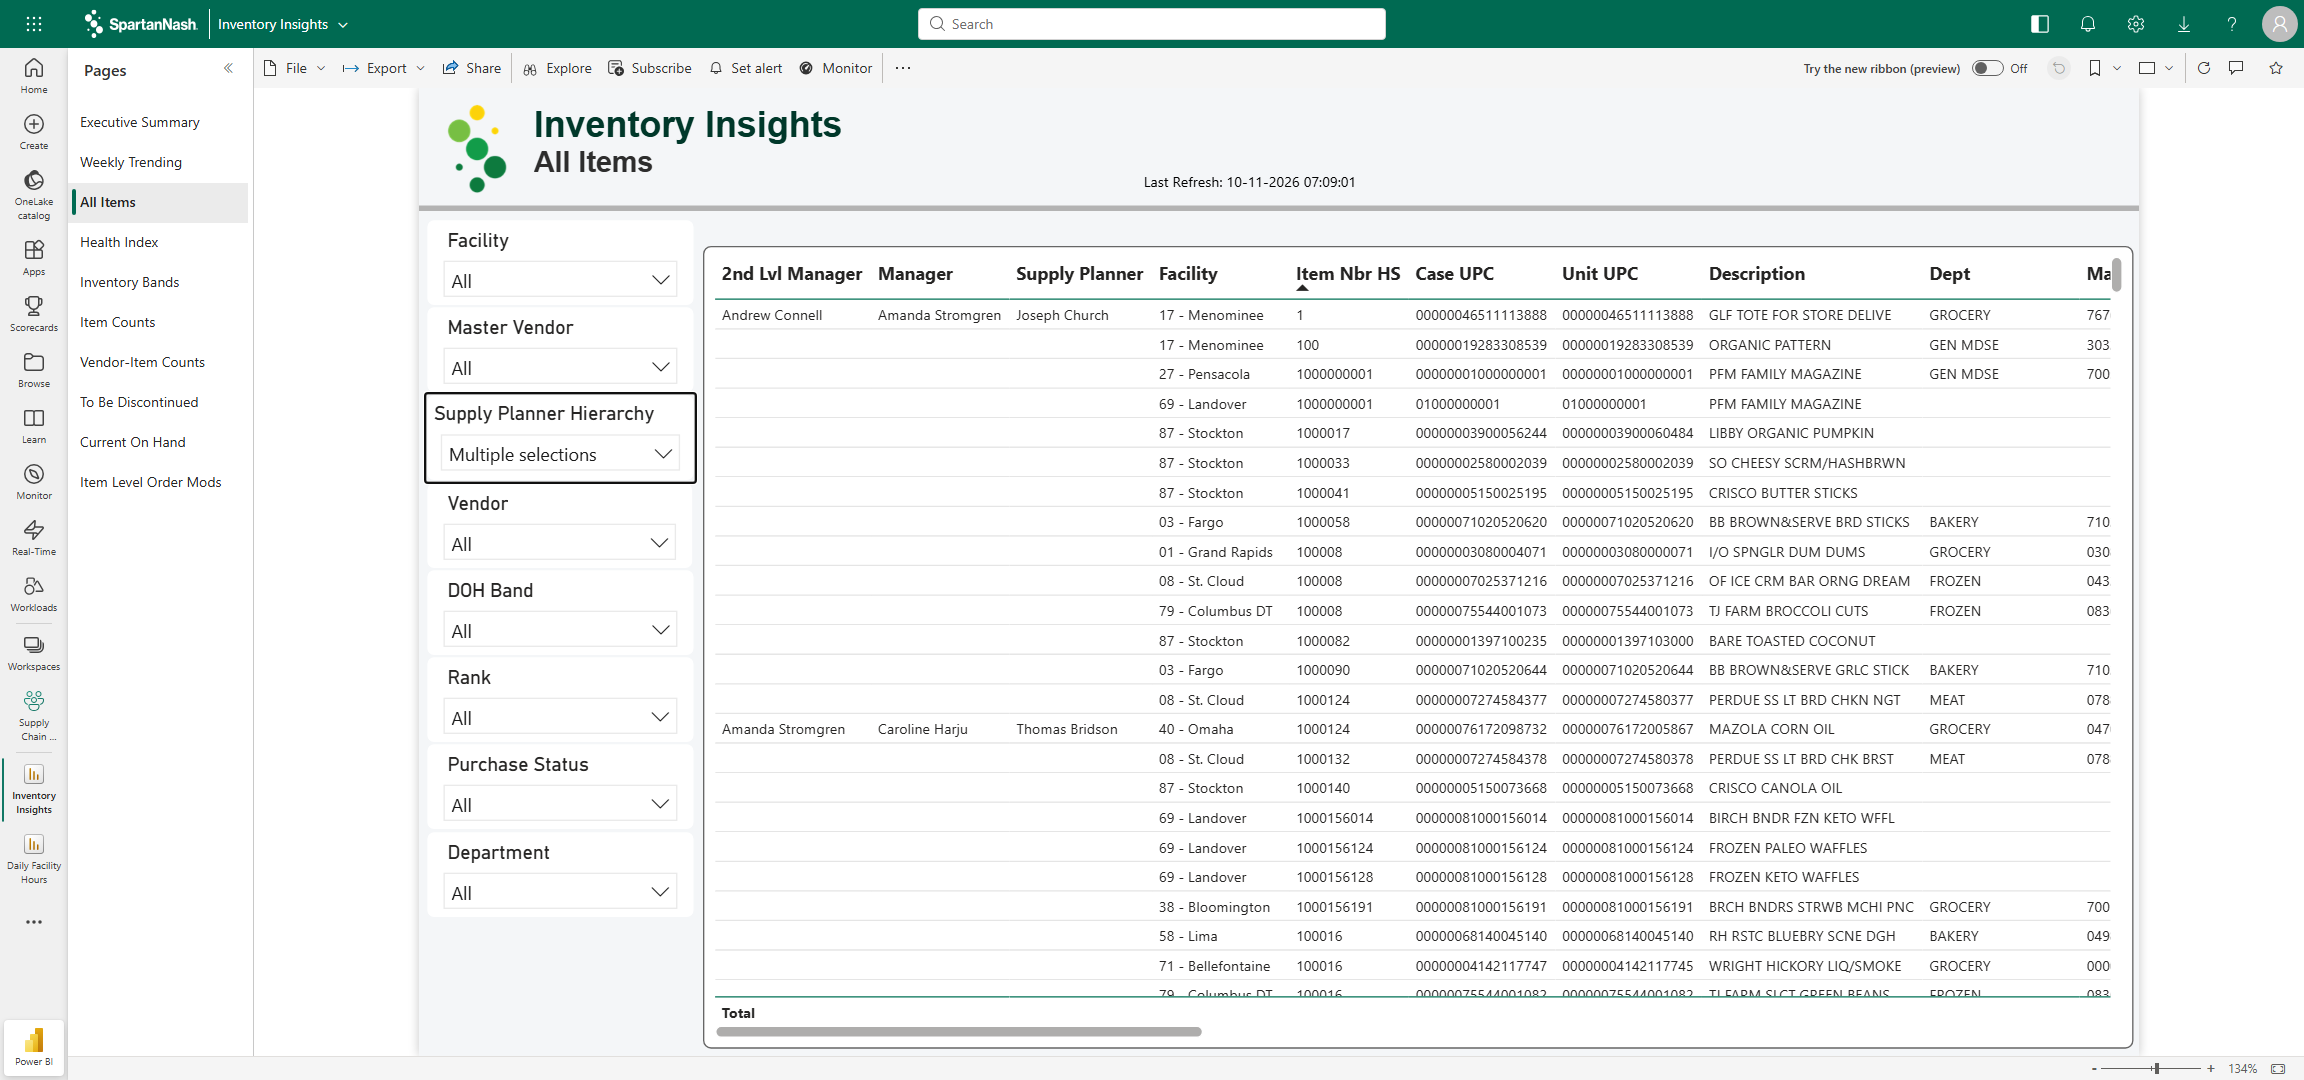 SpartanNash
Inventory Insights
Search
Home
Create
OneLake catalog
Apps
Scorecards
Browse
Learn
Monitor
Real-Time
Workloads
Workspaces
Supply Chain ...
Inventory Insights
Daily Facility Hours
Power BI
Pages
Executive Summary
Weekly Trending
All Items
Health Index
Inventory Bands
Item Counts
Vendor-Item Counts
To Be Discontinued
Current On Hand
Item Level Order Mods
File Export Share Explore Subscribe Set alert Monitor ...
Try the new ribbon (preview) Off
Inventory Insights
All Items
Last Refresh: 10-11-2026 07:09:01
Facility
All
Master Vendor
All
Supply Planner Hierarchy
Multiple selections
Vendor
All
DOH Band
All
Rank
All
Purchase Status
All
Department
All
2nd Lvl Manager Manager Supply Planner Facility Item Nbr HS Case UPC Unit UPC Description Dept Ma
Andrew Connell Amanda Stromgren Joseph Church 17 - Menominee 1 00000046511113888 00000046511113888 GLF TOTE FOR STORE DELIVE GROCERY 767
17 - Menominee 100 00000019283308539 00000019283308539 ORGANIC PATTERN GEN MDSE 303
27 - Pensacola 1000000001 00000001000000001 00000001000000001 PFM FAMILY MAGAZINE GEN MDSE 700
69 - Landover 1000000001 01000000001 01000000001 PFM FAMILY MAGAZINE
87 - Stockton 1000017 00000003900056244 00000003900060484 LIBBY ORGANIC PUMPKIN
87 - Stockton 1000033 00000002580002039 00000002580002039 SO CHEESY SCRM/HASHBRWN
87 - Stockton 1000041 00000005150025195 00000005150025195 CRISCO BUTTER STICKS
03 - Fargo 1000058 00000071020520620 00000071020520620 BB BROWN&SERVE BRD STICKS BAKERY 710
01 - Grand Rapids 100008 00000003080004071 00000003080000071 I/O SPNGLR DUM DUMS GROCERY 030
08 - St. Cloud 100008 00000007025371216 00000007025371216 OF ICE CRM BAR ORNG DREAM FROZEN 043
79 - Columbus DT 100008 00000075544001073 00000075544001073 TJ FARM BROCCOLI CUTS FROZEN 083
87 - Stockton 1000082 00000001397100235 00000001397103000 BARE TOASTED COCONUT
03 - Fargo 1000090 00000071020520644 00000071020520644 BB BROWN&SERVE GRLC STICK BAKERY 710
08 - St. Cloud 1000124 00000007274584377 00000007274580377 PERDUE SS LT BRD CHKN NGT MEAT 078
Amanda Stromgren Caroline Harju Thomas Bridson 40 - Omaha 1000124 00000076172098732 00000076172005867 MAZOLA CORN OIL GROCERY 047
08 - St. Cloud 1000132 00000007274584378 00000007274580378 PERDUE SS LT BRD CHK BRST MEAT 078
87 - Stockton 1000140 00000005150073668 00000005150073668 CRISCO CANOLA OIL
69 - Landover 1000156014 00000081000156014 00000081000156014 BIRCH BNDR FZN KETO WFFL
69 - Landover 1000156124 00000081000156124 00000081000156124 FROZEN PALEO WAFFLES
69 - Landover 1000156128 00000081000156128 00000081000156128 FROZEN KETO WAFFLES
38 - Bloomington 1000156191 00000081000156191 00000081000156191 BRCH BNDRS STRWB MCHI PNC GROCERY 700
58 - Lima 100016 00000068140045140 00000068140045140 RH RSTC BLUEBRY SCNE DGH BAKERY 049
71 - Bellefontaine 100016 00000004142117747 00000004142117745 WRIGHT HICKORY LIQ/SMOKE GROCERY 000
79 - Columbus DT 100016 00000075544001082 00000075544001082 TJ FARM SLCT GREEN BEANS FROZEN 083
Total
- + 134%